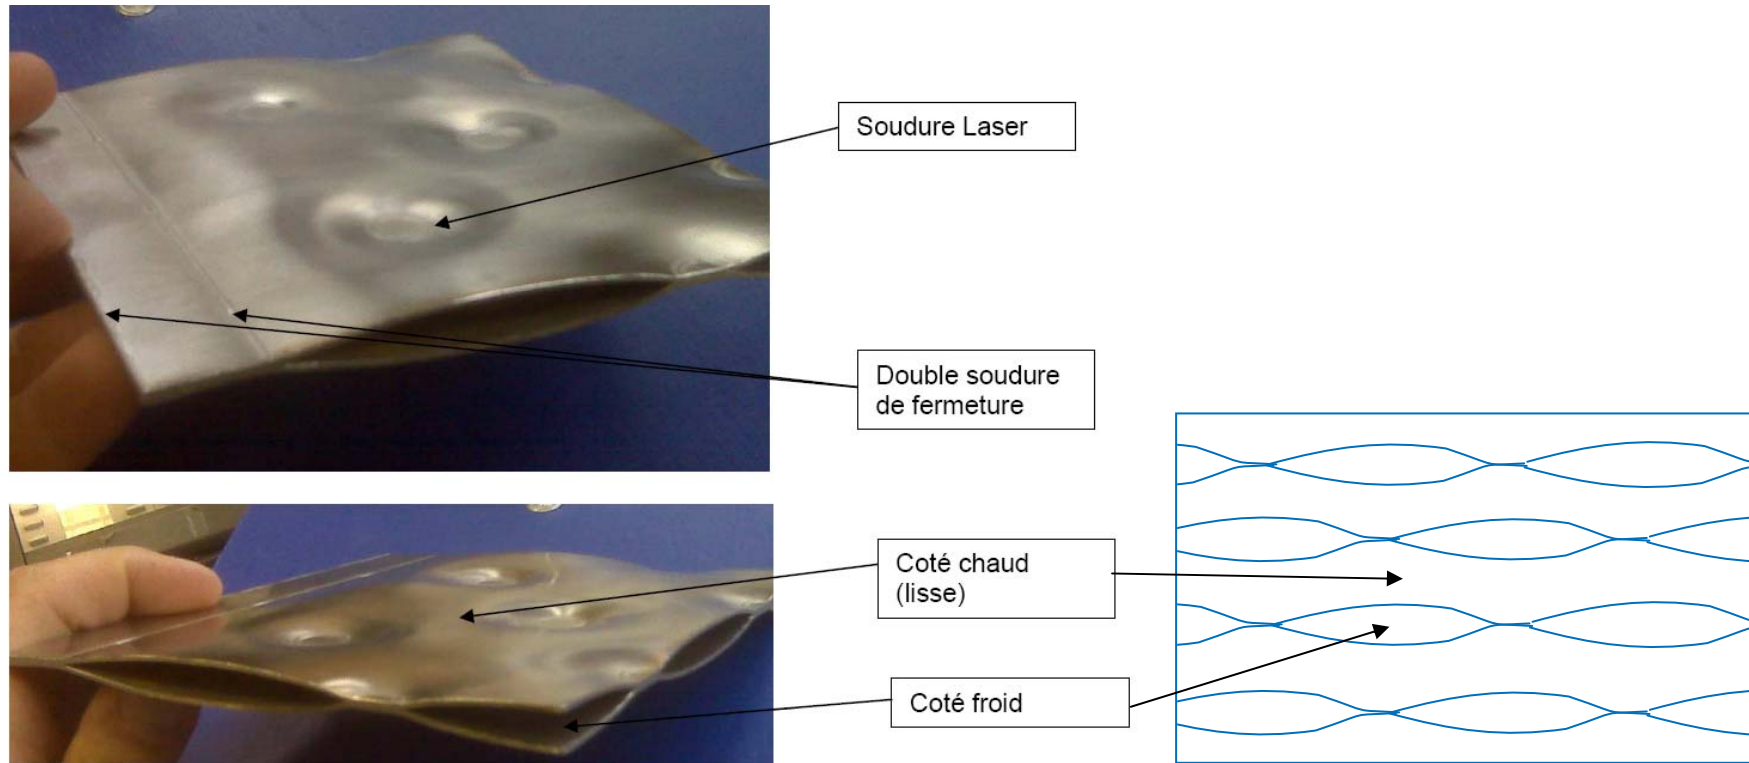 Soudure Laser
Double soudure
de fermeture
Coté chaud
(lisse)
Coté froid